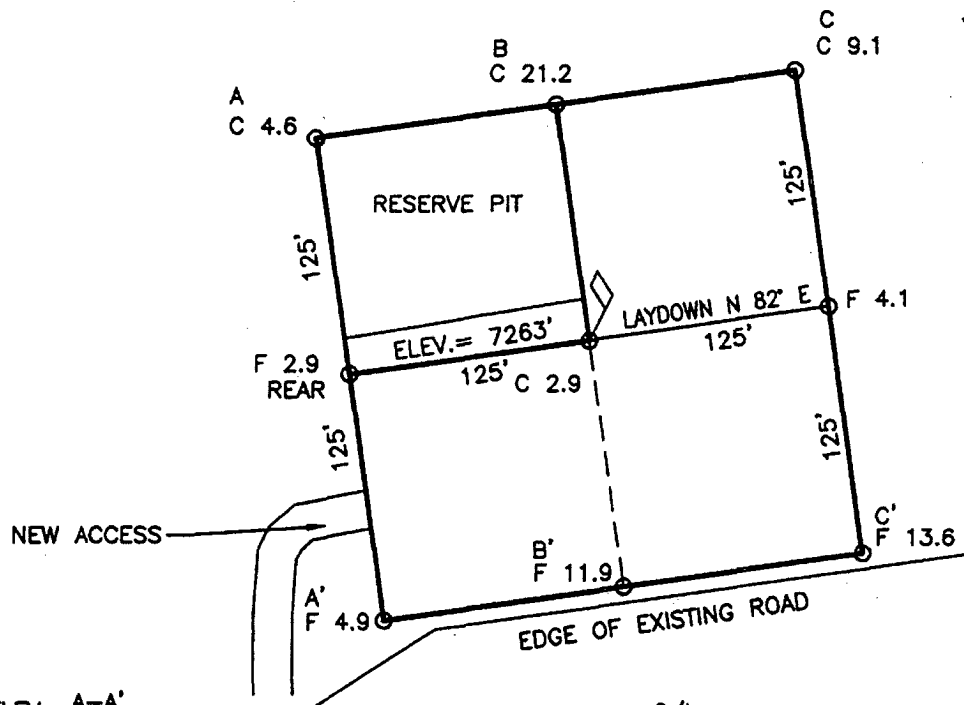 A
C 4.6
B
C 21.2
C
C 9.1
RESERVE PIT
125'
125'
LAYDOWN N 82° E
125'
F 4.1
ELEV.= 7263'
125'
C 2.9
F 2.9
REAR
125'
125'
NEW ACCESS
A'
F 4.9
B'
F 11.9
C'
F 13.6
EDGE OF EXISTING ROAD
A-A'